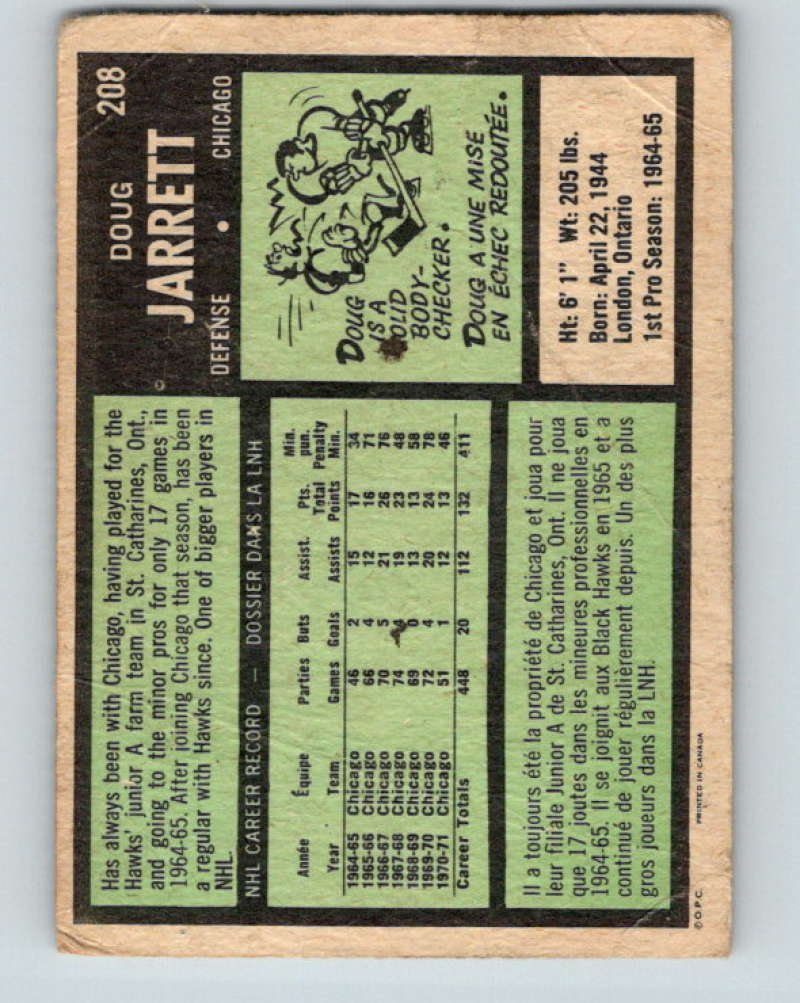 208
DOUG
JARRETT
DEFENSE • CHICAGO
©
Has always been with Chicago, having played for the
Hawks' junior A farm team in St. Catharines, Ont.,
and going to the minor pros for only 17 games in
1964-65. After joining Chicago that season, has been
a regular with Hawks since. One of bigger players in
NHL.
DOUG
IS A
SOLID
BODY-
CHECKER.
DOUG A UNE MISE
EN ÉCHEC REDOUTÉE.
Ht: 6' 1" Wt: 205 lbs.
Born: April 22, 1944
London, Ontario
1st Pro Season: 1964-65
NHL CAREER RECORD — DOSSIER DANS LA LNH
Année Équipe Parties Buts Assist. Pts. Total Min. pun.
Year Team Games Goals Assists Points Penalty Min.
1964-65 Chicago 46 2 15 17 34
1965-66 Chicago 66 4 12 16 71
1966-67 Chicago 70 5 21 26 76
1967-68 Chicago 74 4 19 23 48
1968-69 Chicago 69 0 13 13 58
1969-70 Chicago 72 4 20 24 78
1970-71 Chicago 51 1 12 13 46
Career Totals 448 20 112 132 411
Il a toujours été la propriété de Chicago et joua pour
leur Filiale Junior A de St. Catharines, Ont. Il ne joua
que 17 joutes dans les mineures professionnelles en
1964-65. Il se joignit aux Black Hawks en 1965 et a
continué de jouer régulièrement depuis. Un des plus
gros joueurs dans la LNH.
© O.P.C.
PRINTED IN CANADA